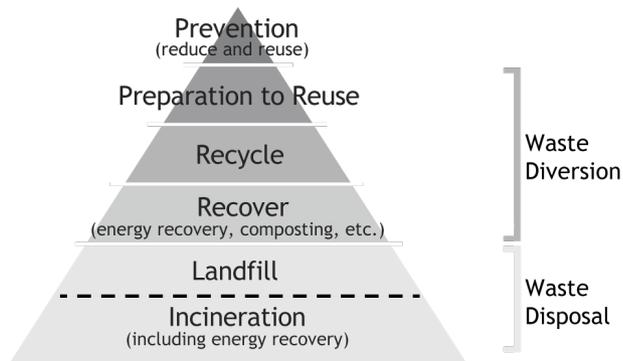 Prevention
(reduce and reuse)
Preparation to Reuse
Recycle
Recover
(energy recovery, composting, etc.)
Landfill
Incineration
(including energy recovery)
Waste
Diversion
Waste
Disposal